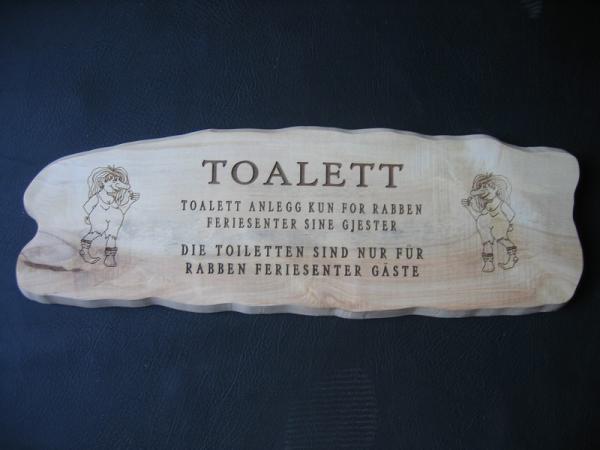 TOALETT
TOALETT ANLEGG KUN FOR RABBEN
FERIESENTER SINE GJESTER
DIE TOILETTEN SIND NUR FÜR
RABBEN FERIESENTER GÄSTE